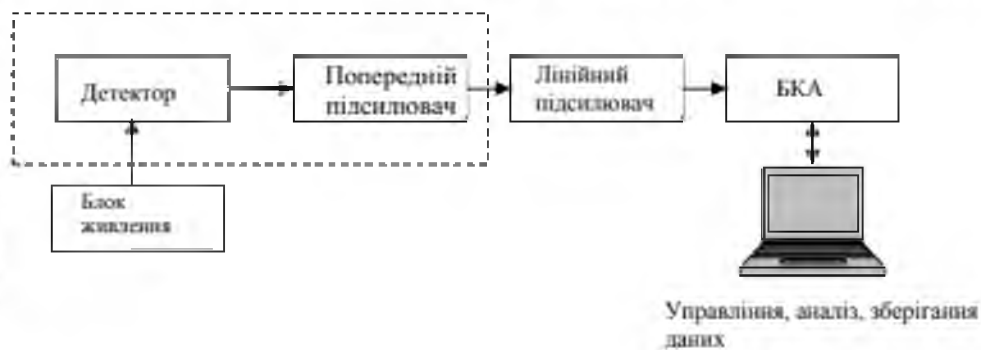 Детектор
Попередній
підсилювач
Лінійний
підсилювач
БКА
Блок
живлення
Управління, аналіз, зберігання
даних